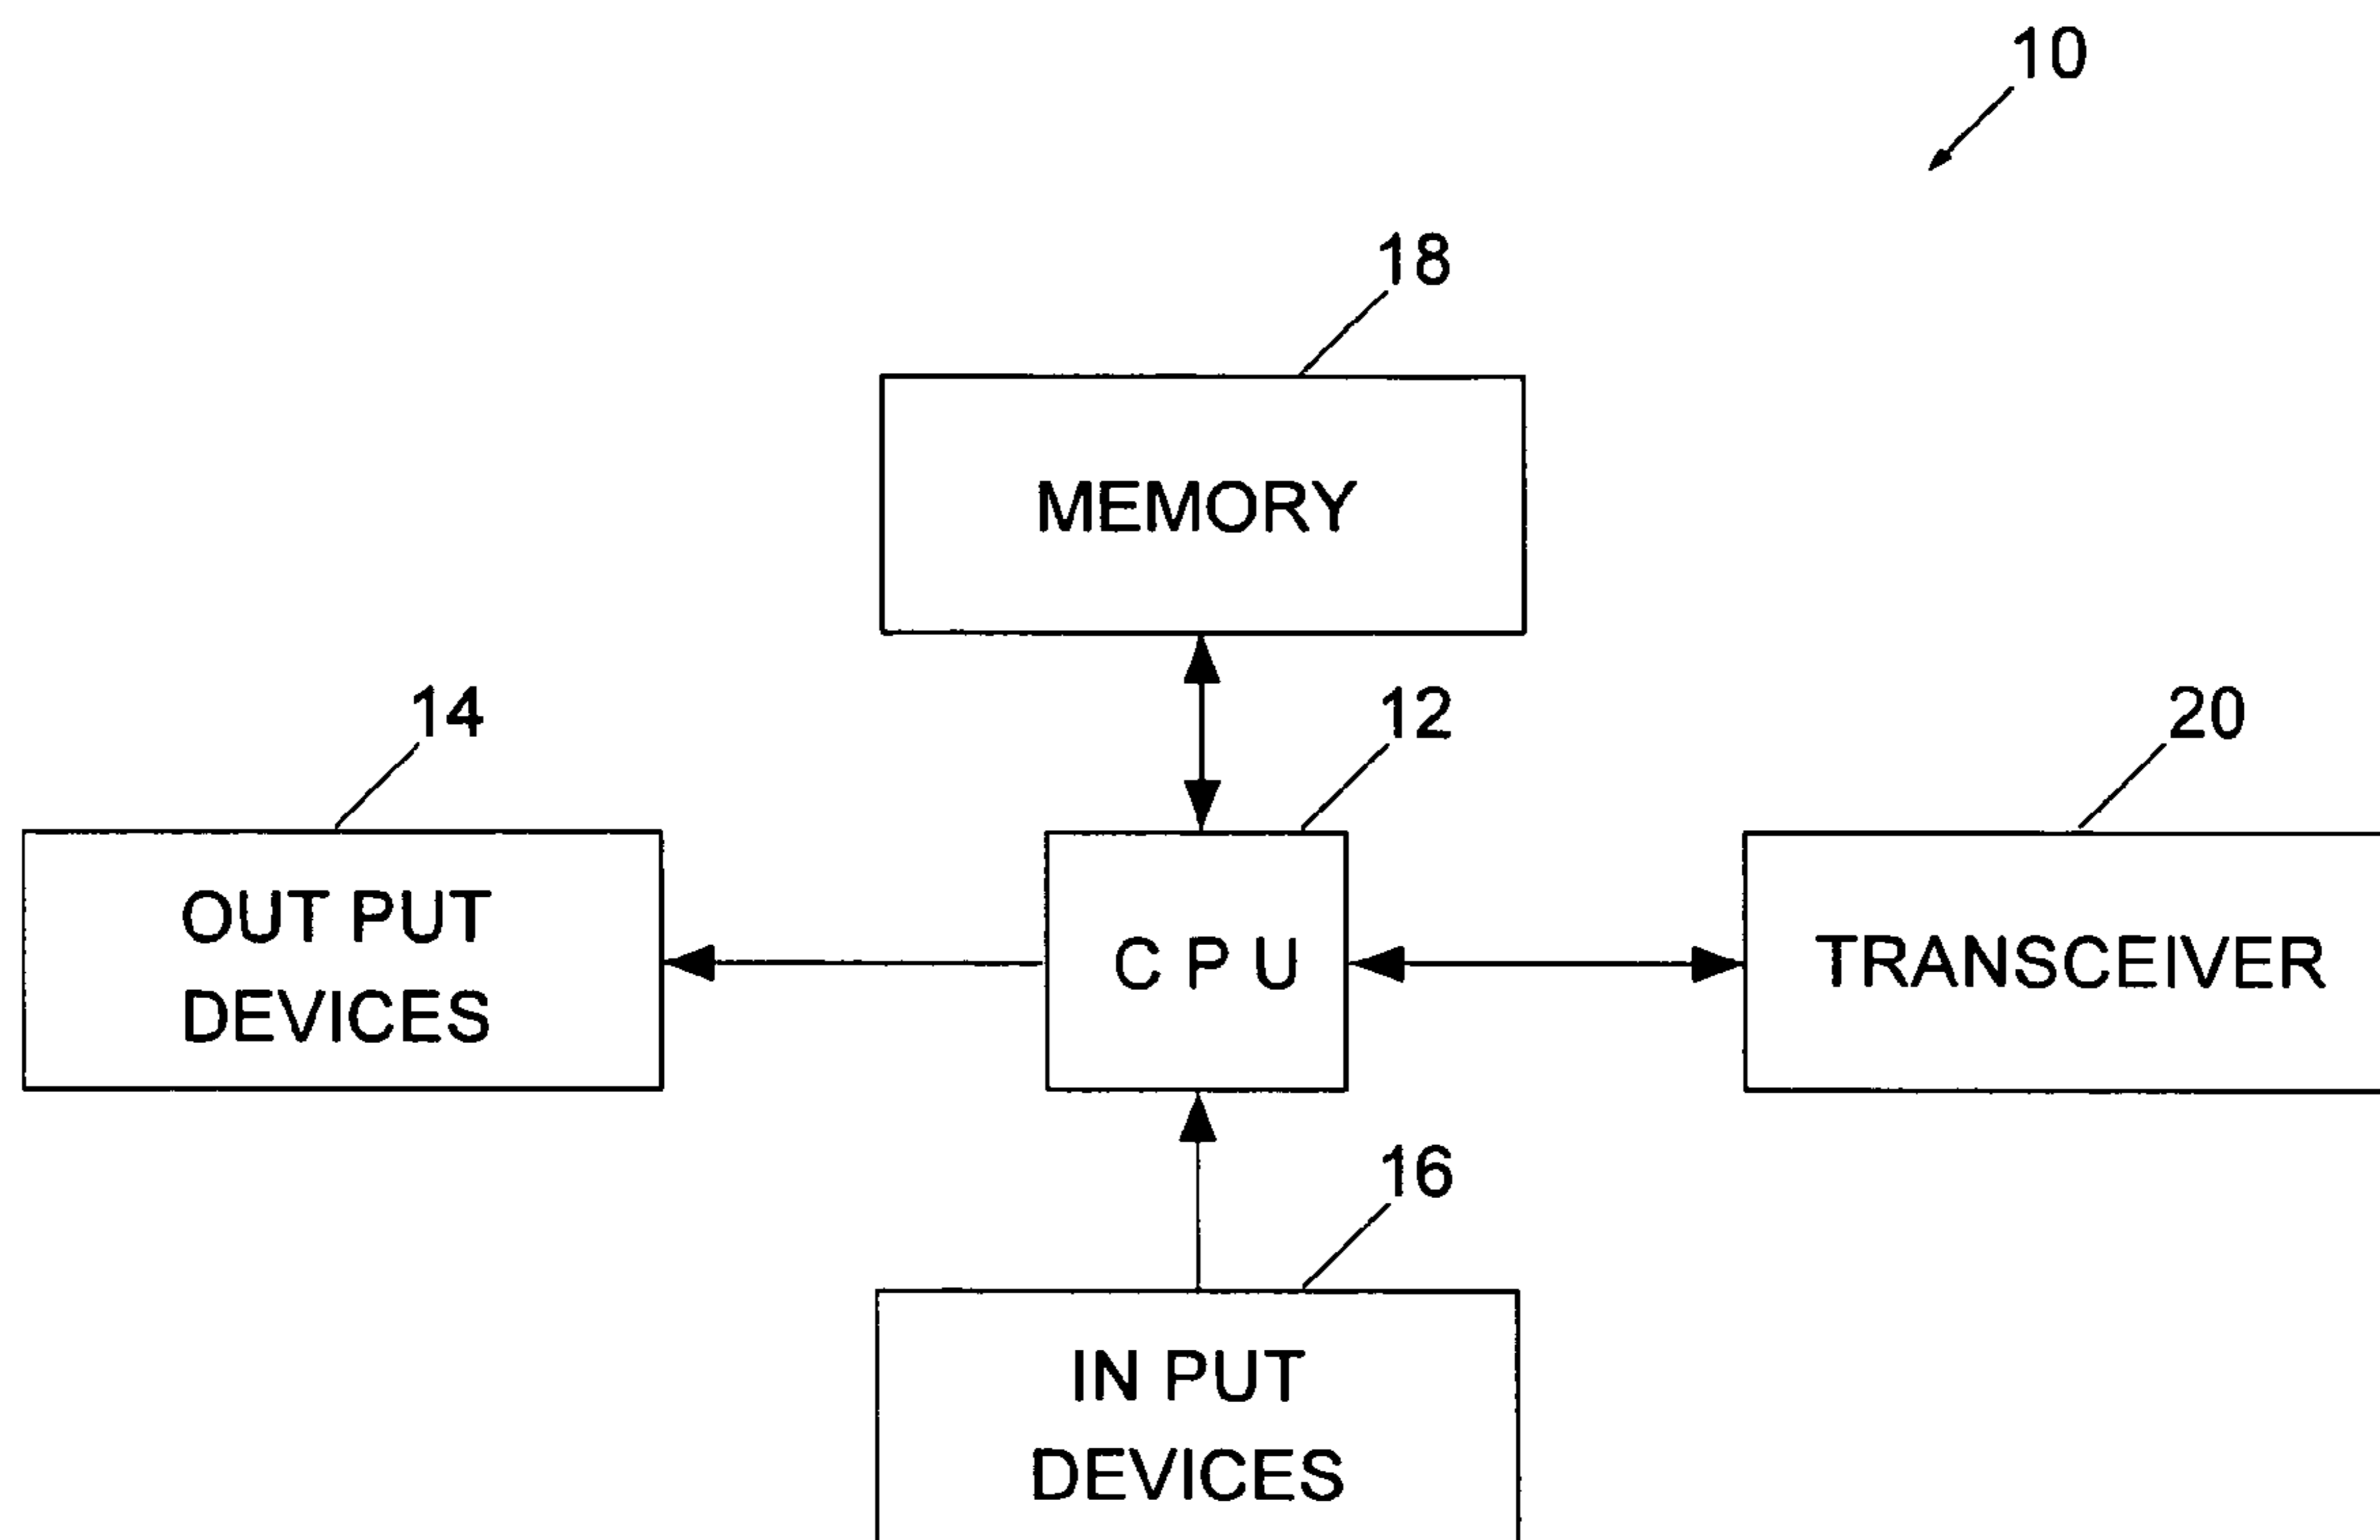 10
18
MEMORY
14
12
20
OUT PUT
DEVICES
C P U
TRANSCEIVER
16
IN PUT
DEVICES